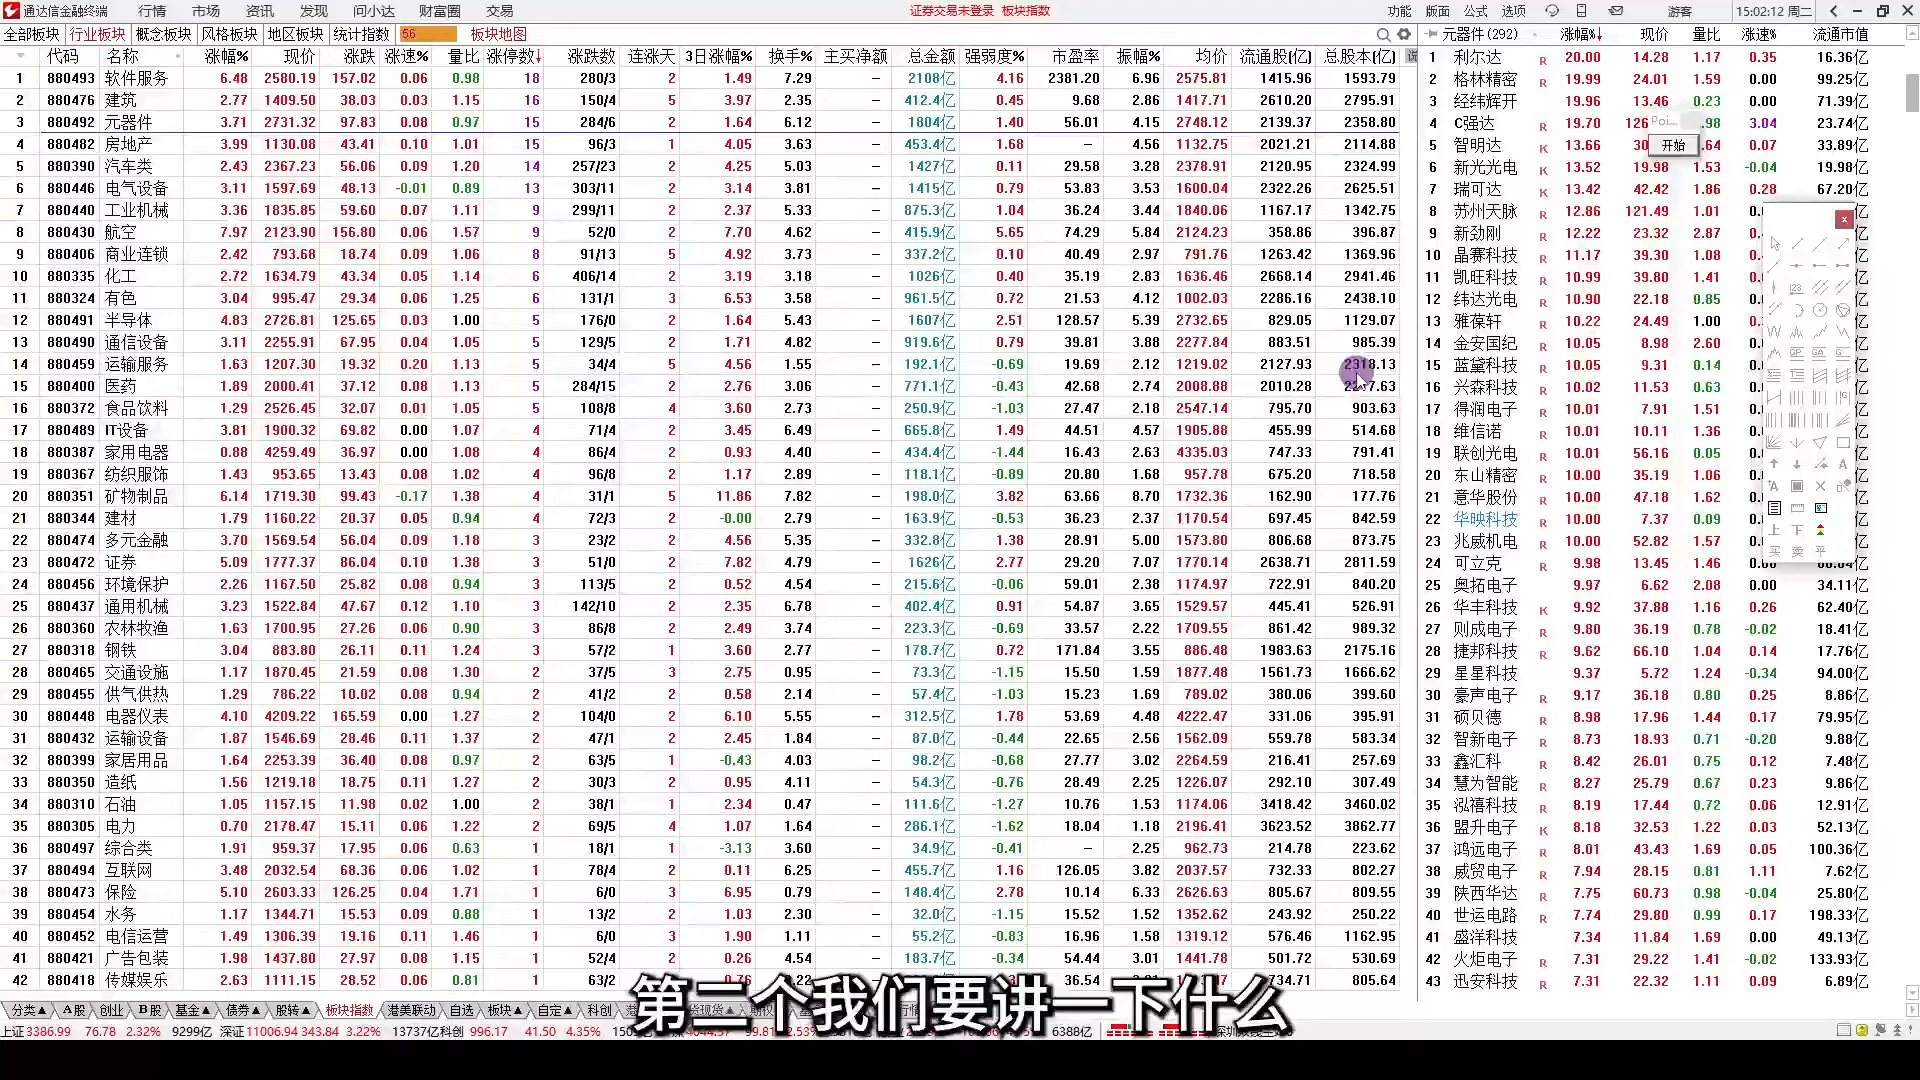 通达信金融终端 行情 市场 资讯 发现 问小达 财富圈 交易 证券交易未登录 板块指数 功能 版面 公式 选项 游客 15:02:12 周二
全部板块 行业板块 概念板块 风格板块 地区板块 统计指数 56 板块地图 元器件(292) 涨幅%↓ 现价 量比 涨速% 流通市值
代码 名称 涨幅% 现价 涨跌 涨速% 量比 涨停数↓ 涨跌数 连涨天 3日涨幅% 换手% 主买净额 总金额 强弱度% 市盈率 振幅% 均价 流通股(亿) 总股本(亿)
1 880493 软件服务 6.48 2580.19 157.02 0.06 0.98 18 280/3 2 1.49 7.29 – 2108亿 4.16 2381.20 6.96 2575.81 1415.96 1593.79
2 880476 建筑 2.77 1409.50 38.03 0.03 1.15 16 150/4 5 3.97 2.35 – 412.4亿 0.45 9.68 2.86 1417.71 2610.20 2795.91
3 880492 元器件 3.71 2731.32 97.83 0.08 0.97 15 284/6 2 1.64 6.12 – 1804亿 1.40 56.01 4.15 2748.12 2139.37 2358.80
4 880482 房地产 3.99 1130.08 43.41 0.10 1.01 15 96/3 1 4.05 3.63 – 453.4亿 1.68 – 4.56 1132.75 2021.21 2114.88
5 880390 汽车类 2.43 2367.23 56.06 0.09 1.20 14 257/23 2 4.25 5.03 – 1427亿 0.11 29.58 3.28 2378.91 2120.95 2324.99
6 880446 电气设备 3.11 1597.69 48.13 -0.01 0.89 13 303/11 2 3.14 3.81 – 1415亿 0.79 53.83 3.53 1600.04 2322.26 2625.51
7 880440 工业机械 3.36 1835.85 59.60 0.07 1.11 9 299/11 2 2.37 5.33 – 875.3亿 1.04 36.24 3.44 1840.06 1167.17 1342.75
8 880430 航空 7.97 2123.90 156.80 0.06 1.57 9 52/0 2 7.70 4.62 – 415.9亿 5.65 74.29 5.84 2124.23 358.86 396.87
9 880406 商业连锁 2.42 793.68 18.74 0.09 1.06 8 91/13 5 4.92 3.73 – 337.2亿 0.10 40.49 2.97 791.76 1263.42 1369.96
10 880335 化工 2.72 1634.79 43.34 0.05 1.14 6 406/14 2 3.19 3.18 – 1026亿 0.40 35.19 2.83 1636.46 2668.14 2941.46
11 880324 有色 3.04 995.47 29.34 0.06 1.25 6 131/1 3 6.53 3.58 – 961.5亿 0.72 21.53 4.12 1002.03 2286.16 2438.10
12 880491 半导体 4.83 2726.81 125.65 0.03 1.00 5 176/0 2 1.64 5.43 – 1607亿 2.51 128.57 5.39 2732.65 829.05 1129.07
13 880490 通信设备 3.11 2255.91 67.95 0.04 1.05 5 129/5 2 1.71 4.82 – 919.6亿 0.79 39.81 3.88 2277.84 883.51 985.39
14 880459 运输服务 1.63 1207.30 19.32 0.20 1.13 5 34/4 5 4.56 1.55 – 192.1亿 -0.69 19.69 2.12 1219.02 2127.93 2318.13
15 880400 医药 1.89 2000.41 37.12 0.08 1.13 5 284/15 2 2.76 3.06 – 771.1亿 -0.43 42.68 2.74 2008.88 2010.28
16 880372 食品饮料 1.29 2526.45 32.07 0.01 1.05 5 108/8 4 3.60 2.73 – 250.9亿 -1.03 27.47 2.18 2547.14 795.70 903.63
17 880489 IT设备 3.81 1900.32 69.82 0.00 1.07 4 71/4 2 3.45 6.49 – 665.8亿 1.49 44.51 4.57 1905.88 455.99 514.68
18 880387 家用电器 0.88 4259.49 36.97 0.00 1.08 4 86/4 2 0.93 4.40 – 434.4亿 -1.44 16.43 2.63 4335.03 747.33 791.41
19 880367 纺织服饰 1.43 953.65 13.43 0.08 1.02 4 96/8 2 1.17 2.89 – 118.1亿 -0.89 20.80 1.68 957.78 675.20 718.58
20 880351 矿物制品 6.14 1719.30 99.43 -0.17 1.38 4 31/1 5 11.86 7.82 – 198.0亿 3.82 63.66 8.70 1732.36 162.90 177.76
21 880344 建材 1.79 1160.22 20.37 0.05 0.94 4 72/3 2 -0.00 2.79 – 163.9亿 -0.53 36.23 2.37 1170.54 697.45 842.59
22 880474 多元金融 3.70 1569.54 56.04 0.09 1.18 3 23/2 2 4.56 5.35 – 332.8亿 1.38 28.91 5.00 1573.80 806.68 873.75
23 880472 证券 5.09 1777.37 86.04 0.10 1.38 3 51/0 2 7.82 4.79 – 1626亿 2.77 29.20 7.07 1770.14 2638.71 2811.59
24 880456 环境保护 2.26 1167.50 25.82 0.08 0.94 3 113/5 2 0.52 4.54 – 215.6亿 -0.06 59.01 2.38 1174.97 722.91 840.20
25 880437 通用机械 3.23 1522.84 47.67 0.12 1.10 3 142/10 2 2.35 6.78 – 402.4亿 0.91 54.87 3.65 1529.57 445.41 526.91
26 880360 农林牧渔 1.63 1700.95 27.26 0.06 0.90 3 86/8 2 2.49 3.74 – 223.3亿 -0.69 33.57 2.22 1709.55 861.42 989.32
27 880318 钢铁 3.04 883.80 26.11 0.11 1.24 3 57/2 1 3.60 2.77 – 178.7亿 0.72 171.84 3.55 886.48 1983.63 2175.16
28 880465 交通设施 1.17 1870.45 21.59 0.08 1.30 2 37/5 3 2.75 0.95 – 73.3亿 -1.15 15.50 1.59 1877.48 1561.73 1666.62
29 880455 供气供热 1.29 786.22 10.02 0.08 0.94 2 41/2 2 0.58 2.14 – 57.4亿 -1.03 15.23 1.69 789.02 380.06 399.60
30 880448 电器仪表 4.10 4209.22 165.59 0.00 1.27 2 104/0 2 6.10 5.55 – 312.5亿 1.78 53.69 4.48 4222.47 331.06 395.91
31 880432 运输设备 1.87 1546.69 28.46 0.11 1.37 2 47/1 2 2.45 1.84 – 87.0亿 -0.44 22.65 2.56 1562.09 559.78 583.34
32 880399 家居用品 1.64 2253.39 36.40 0.08 0.97 2 63/5 1 -0.43 4.03 – 98.2亿 -0.68 27.77 3.02 2264.59 216.41 257.69
33 880350 造纸 1.56 1219.18 18.75 0.11 1.27 2 30/3 2 0.95 4.11 – 54.3亿 -0.76 28.49 2.25 1226.07 292.10 307.49
34 880310 石油 1.05 1157.15 11.98 0.02 1.00 2 38/1 1 2.34 0.47 – 111.6亿 -1.27 10.76 1.53 1174.06 3418.42 3460.02
35 880305 电力 0.70 2178.47 15.11 0.06 1.22 2 69/5 4 1.07 1.64 – 286.1亿 -1.62 18.04 1.18 2196.41 3623.52 3862.77
36 880497 综合类 1.91 959.37 17.95 0.06 0.63 1 18/1 1 -3.13 3.60 – 34.9亿 -0.41 – 2.25 962.73 214.78 223.62
37 880494 互联网 3.48 2032.54 68.36 0.06 1.02 1 78/4 2 0.11 6.25 – 455.7亿 1.16 126.05 3.82 2037.57 732.33 802.27
38 880473 保险 5.10 2603.33 126.25 0.04 1.71 1 6/0 3 6.95 0.79 – 148.4亿 2.78 10.14 6.33 2626.63 805.67 809.55
39 880454 水务 1.17 1344.71 15.53 0.09 0.88 1 13/2 2 1.03 2.30 – 32.0亿 -1.15 15.52 1.52 1352.62 243.92 250.22
40 880452 电信运营 1.49 1306.39 19.16 0.11 1.46 1 6/0 3 1.90 1.11 – 55.2亿 -0.83 16.96 1.58 1319.12 576.46 1162.95
41 880421 广告包装 1.98 1437.80 27.97 0.08 1.15 1 52/4 2 0.26 4.54 – 183.7亿 -0.34 54.44 3.01 1441.78 501.72 530.69
42 880418 传媒娱乐 2.63 1111.15 28.52 0.06 0.81 1 63/2 36.54 734.71 805.64
1 利尔达 R 20.00 14.28 1.17 0.35 16.36亿
2 格林精密 R 19.99 24.01 1.59 0.00 99.25亿
3 经纬辉开 19.96 13.46 0.23 0.00 71.39亿
4 C强达 R 19.70 126 .98 3.04 23.74亿
5 智明达 K 13.66 30 .64 0.07 33.89亿
6 新光光电 K 13.52 19.98 1.53 -0.04 19.98亿
7 瑞可达 K 13.42 42.42 1.86 0.28 67.20亿
8 苏州天脉 R 12.86 121.49 1.01 0.
9 新劲刚 R 12.22 23.32 2.87 0.
10 晶赛科技 R 11.17 39.30 1.08
11 凯旺科技 R 10.99 39.80 1.41 0.
12 纬达光电 R 10.90 22.18 0.85 0.
13 雅葆轩 R 10.22 24.49 1.00 0.
14 金安国纪 R 10.05 8.98 2.60 0.
15 蓝黛科技 R 10.05 9.31 0.14 0.
16 兴森科技 R 10.02 11.53 0.63 0.
17 得润电子 R 10.01 7.91 1.51 0.
18 维信诺 R 10.01 10.11 1.36 0.
19 联创光电 R 10.01 56.16 0.05 0.
20 东山精密 R 10.00 35.19 1.06 0.
21 意华股份 R 10.00 47.18 1.62 0.
22 华映科技 R 10.00 7.37 0.09 0.
23 兆威机电 R 10.00 52.82 1.57 0.
24 可立克 R 9.98 13.45 1.46
25 奥拓电子 9.97 6.62 2.08 0.00 34.11亿
26 华丰科技 K 9.92 37.88 1.16 0.26 62.40亿
27 则成电子 R 9.80 36.19 0.78 -0.02 18.41亿
28 捷邦科技 R 9.62 66.10 1.04 0.14 17.76亿
29 星星科技 9.37 5.72 1.24 -0.34 94.00亿
30 豪声电子 R 9.17 36.18 0.80 0.25 8.86亿
31 硕贝德 R 8.98 17.96 1.44 0.17 79.95亿
32 智新电子 R 8.73 18.93 0.71 -0.20 9.88亿
33 鑫汇科 R 8.42 26.01 0.75 0.12 7.48亿
34 慧为智能 R 8.27 25.79 0.67 0.23 9.86亿
35 泓禧科技 R 8.19 17.44 0.72 0.06 12.91亿
36 盟升电子 K 8.18 32.53 1.22 0.03 52.13亿
37 鸿远电子 R 8.01 43.43 1.69 0.05 100.36亿
38 威贸电子 R 7.94 28.15 0.81 1.11 7.62亿
39 陕西华达 R 7.75 60.73 0.98 -0.04 25.80亿
40 世运电路 R 7.74 29.80 0.99 0.17 198.33亿
41 盛洋科技 7.34 11.84 1.69 0.00 49.13亿
42 火炬电子 R 7.31 29.22 1.41 -0.02 133.93亿
43 迅安科技 R 7.31 22.32 1.11 0.09 6.89亿
开始
上 下
买 卖 平
第二个我们要讲一下什么
分类▲ A股 创业 B股 基金▲ 债券▲ 股转▲ 板块指数 港美联动 自选 板块▲ 自定▲ 科创
上证 3386.99 76.78 2.32% 9299亿 深证 11006.94 343.84 3.22% 13737亿 科创 996.17 41.50 4.35% 6388亿